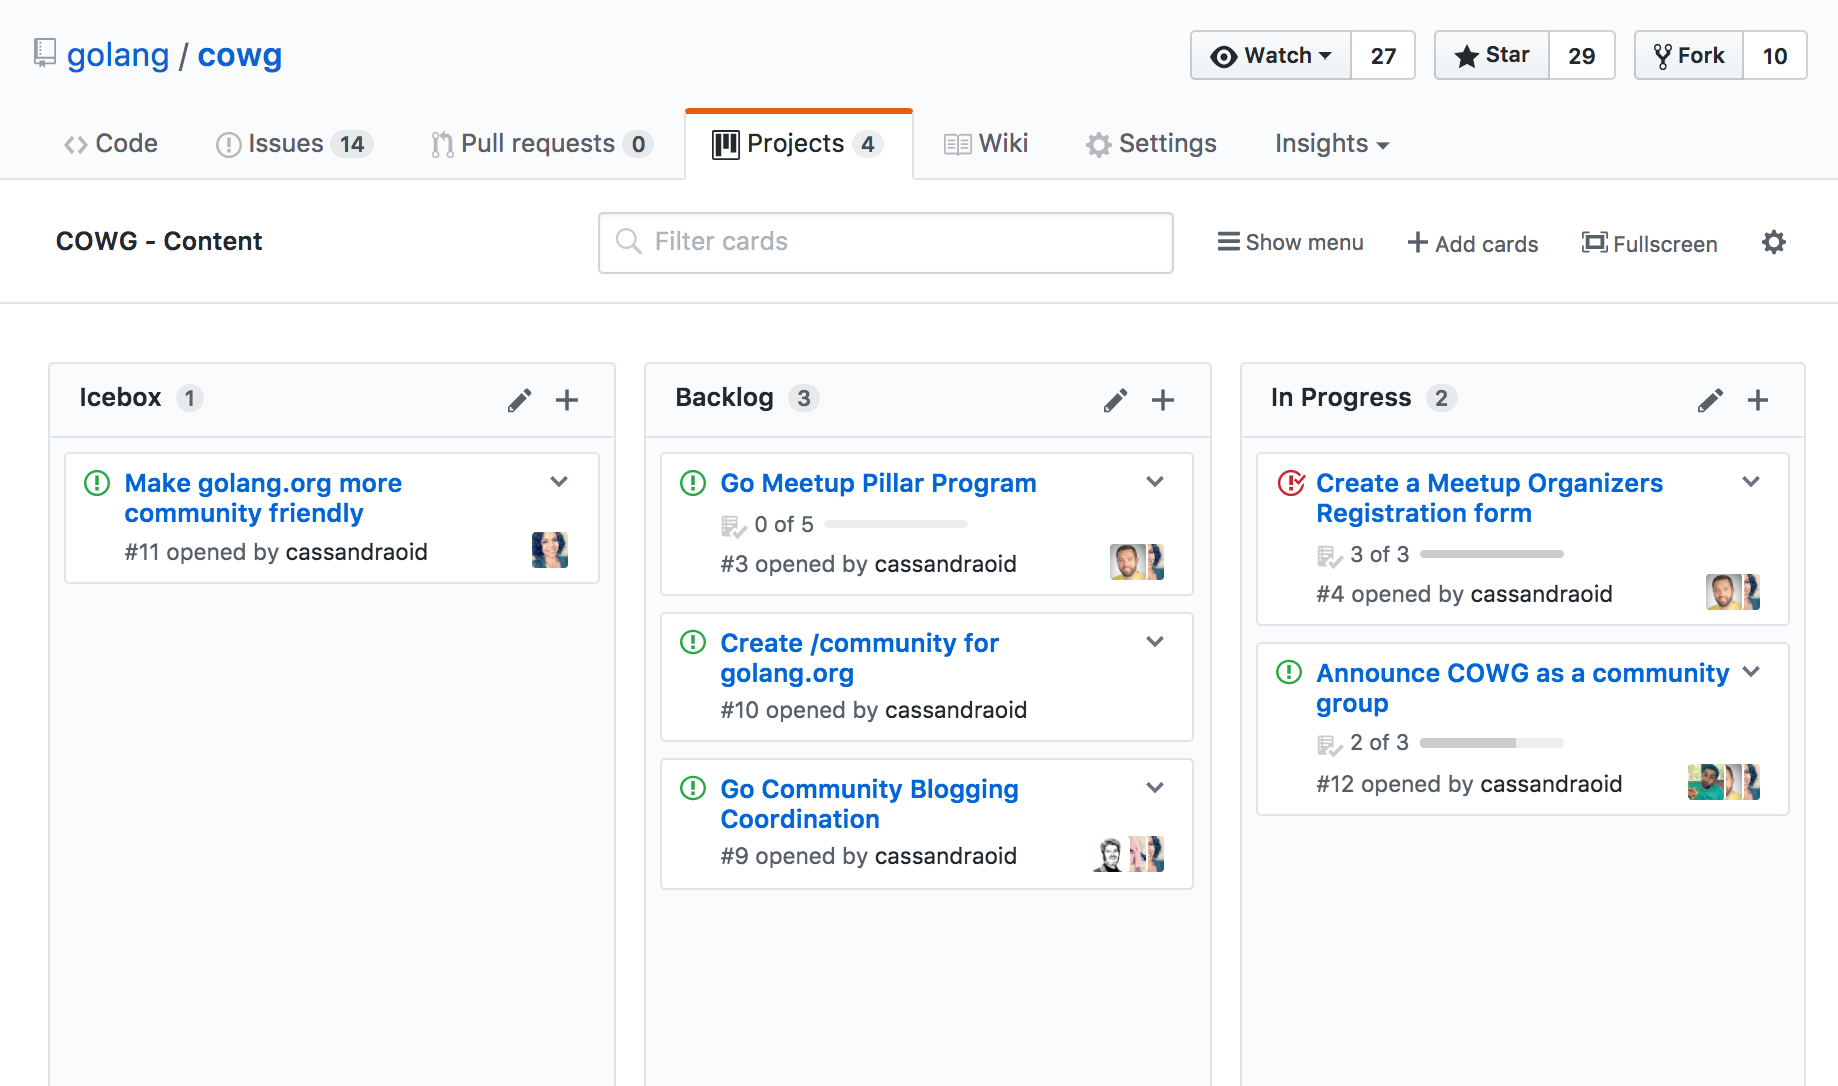 golang / cowg
Watch 27
Star 29
Fork 10
Code
Issues 14
Pull requests 0
Projects 4
Wiki
Settings
Insights
COWG - Content
Filter cards
Show menu
Add cards
Fullscreen
Icebox 1
Make golang.org more
community friendly
#11 opened by cassandraoid
Backlog 3
Go Meetup Pillar Program
0 of 5
#3 opened by cassandraoid
Create /community for
golang.org
#10 opened by cassandraoid
Go Community Blogging
Coordination
#9 opened by cassandraoid
In Progress 2
Create a Meetup Organizers
Registration form
3 of 3
#4 opened by cassandraoid
Announce COWG as a community
group
2 of 3
#12 opened by cassandraoid